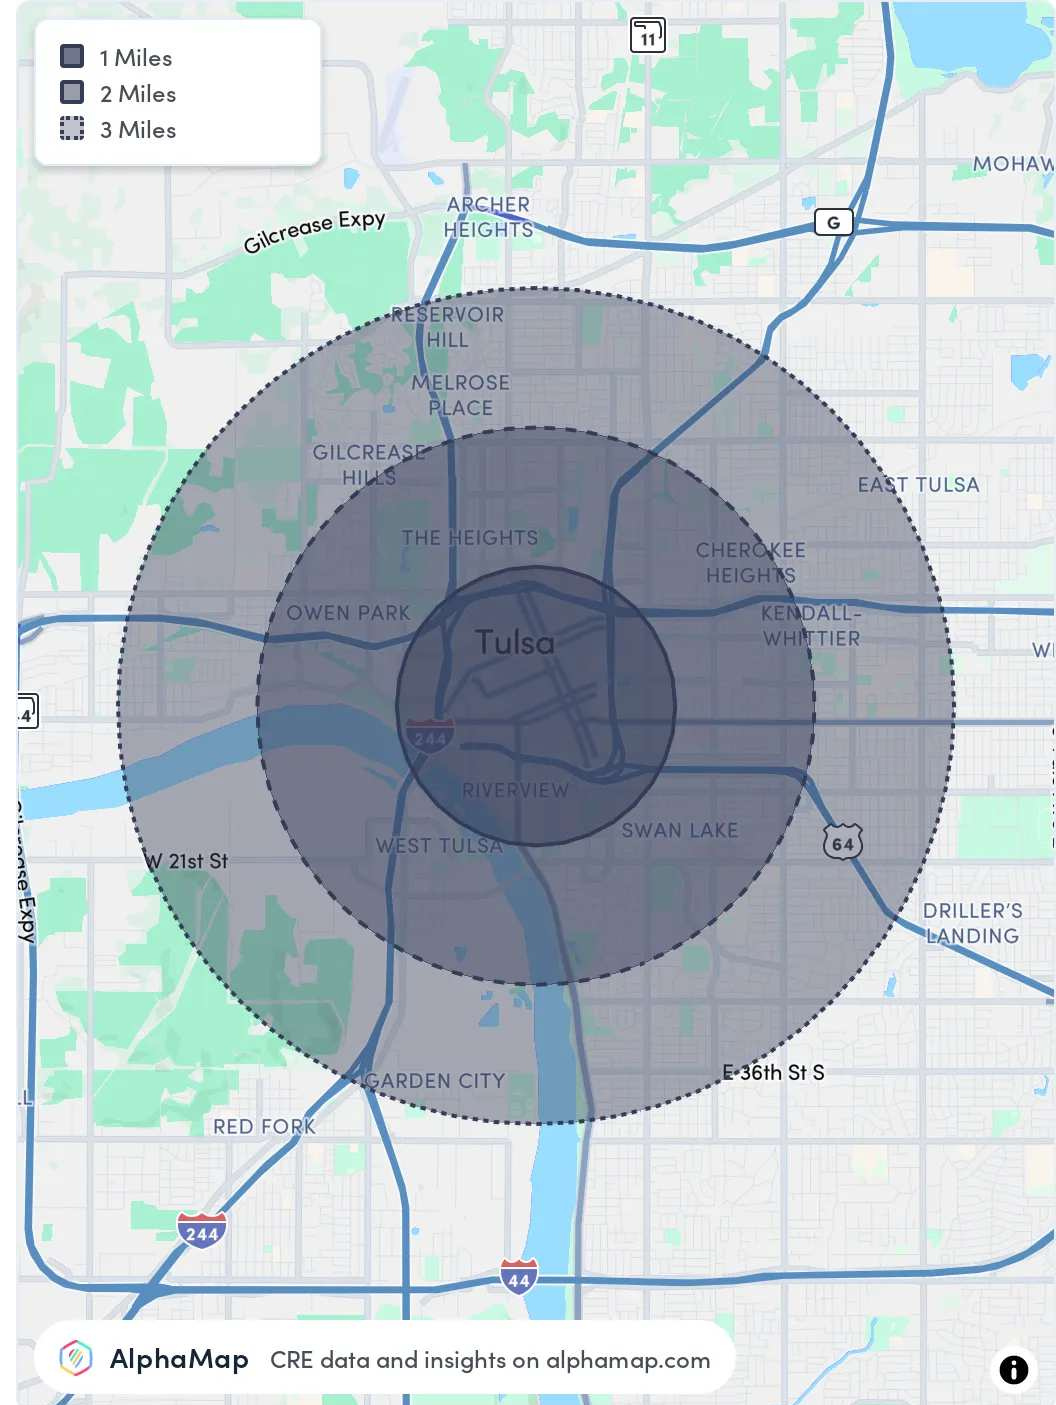 1 Miles
2 Miles
3 Miles
11
MOHAW
Gilcrease Expy
ARCHER
HEIGHTS
G
RESERVOIR
HILL
MELROSE
PLACE
GILCREASE
HILLS
EAST TULSA
THE HEIGHTS
CHEROKEE
HEIGHTS
OWEN PARK
KENDALL-
WHITTIER
Tulsa
244
RIVERVIEW
SWAN LAKE
WEST TULSA
64
W 21st St
Gilcrease Expy
DRILLER'S
LANDING
E 36th St S
GARDEN CITY
RED FORK
244
44
AlphaMap
CRE data and insights on alphamap.com